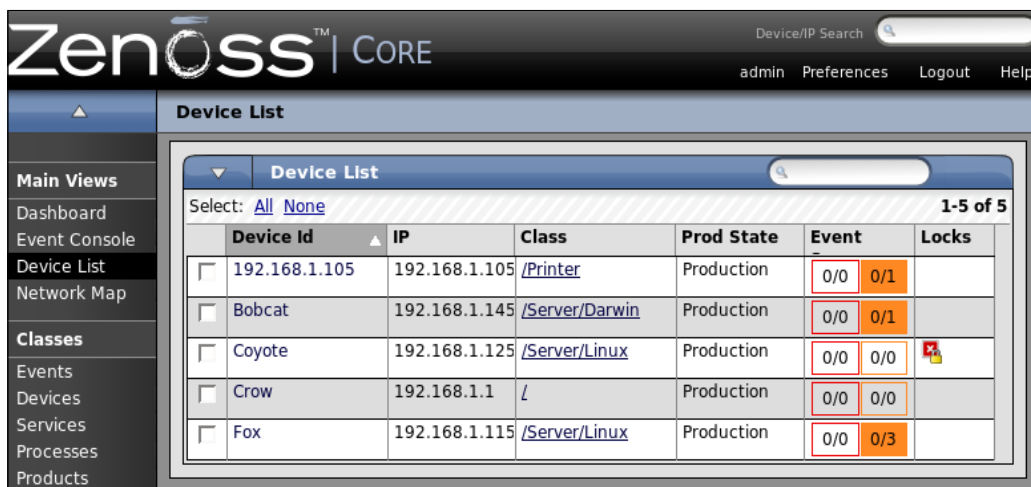 Zenoss™ | CORE
Device/IP Search
admin Preferences Logout Help
Device List
Main Views
Dashboard
Event Console
Device List
Network Map
Classes
Events
Devices
Services
Processes
Products
Device List
Select: All None 1-5 of 5
Device Id IP Class Prod State Event Locks
192.168.1.105 192.168.1.105 /Printer Production 0/0 0/1
Bobcat 192.168.1.145 /Server/Darwin Production 0/0 0/1
Coyote 192.168.1.125 /Server/Linux Production 0/0 0/0
Crow 192.168.1.1 / Production 0/0 0/0
Fox 192.168.1.115 /Server/Linux Production 0/0 0/3